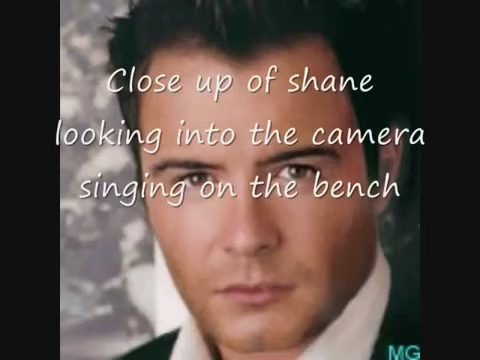 Close up of shane
looking into the camera
singing on the bench
MG